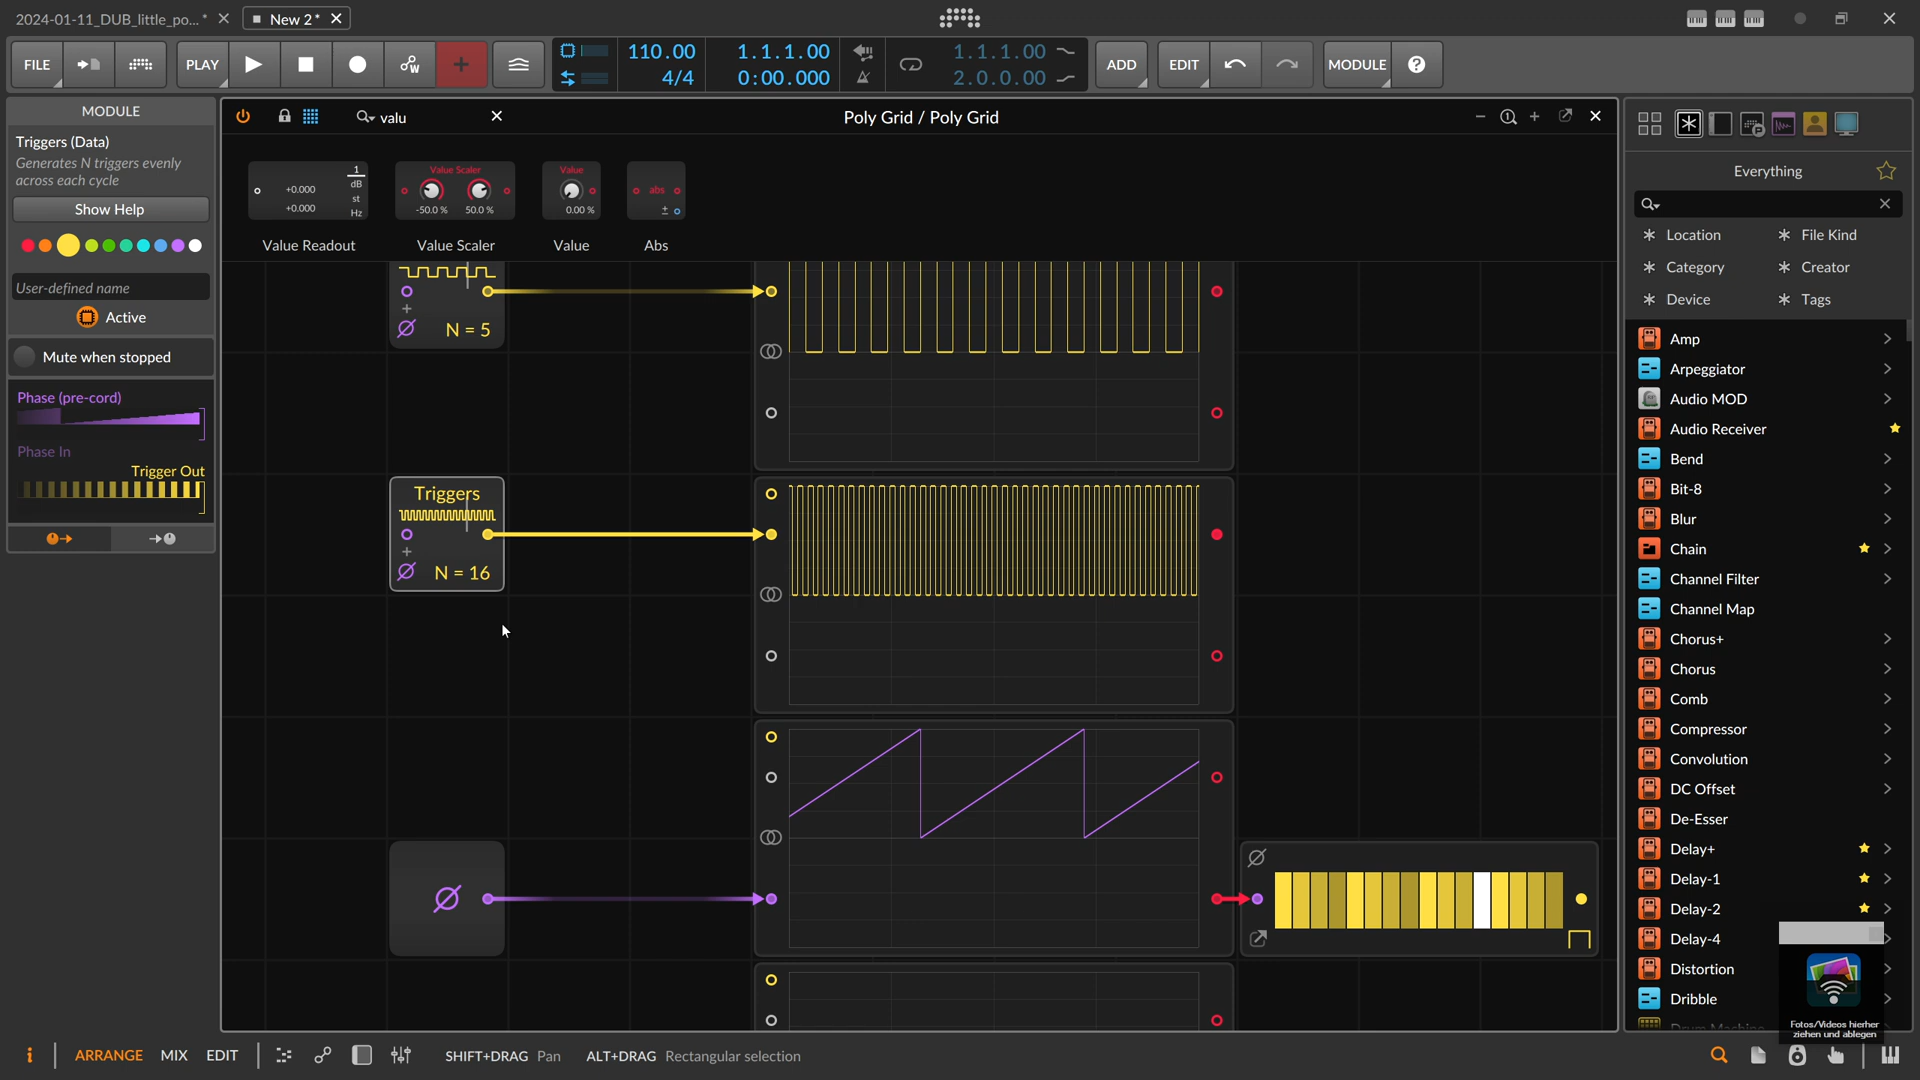 2024-01-11_DUB_little_po... *
New 2 *
FILE
PLAY
110.00
4/4
1.1.1.00
0:00.000
1.1.1.00
2.0.0.00
ADD
EDIT
MODULE
MODULE
Triggers (Data)
Generates N triggers evenly
across each cycle
Show Help
User-defined name
Active
Mute when stopped
Phase (pre-cord)
Phase In
Trigger Out
valu
Poly Grid / Poly Grid
+0.000
+0.000
1
dB
st
Hz
Value Readout
Value Scaler
-50.0 %
50.0 %
Value Scaler
Value
0.00 %
Value
abs
±
Abs
N = 5
Triggers
N = 16
Everything
Location
File Kind
Category
Creator
Device
Tags
Amp
Arpeggiator
Audio MOD
Audio Receiver
Bend
Bit-8
Blur
Chain
Channel Filter
Channel Map
Chorus+
Chorus
Comb
Compressor
Convolution
DC Offset
De-Esser
Delay+
Delay-1
Delay-2
Delay-4
Distortion
Dribble
Drum Machine
Fotos/Videos hierher
ziehen und ablegen
i
ARRANGE
MIX
EDIT
SHIFT+DRAG Pan
ALT+DRAG Rectangular selection